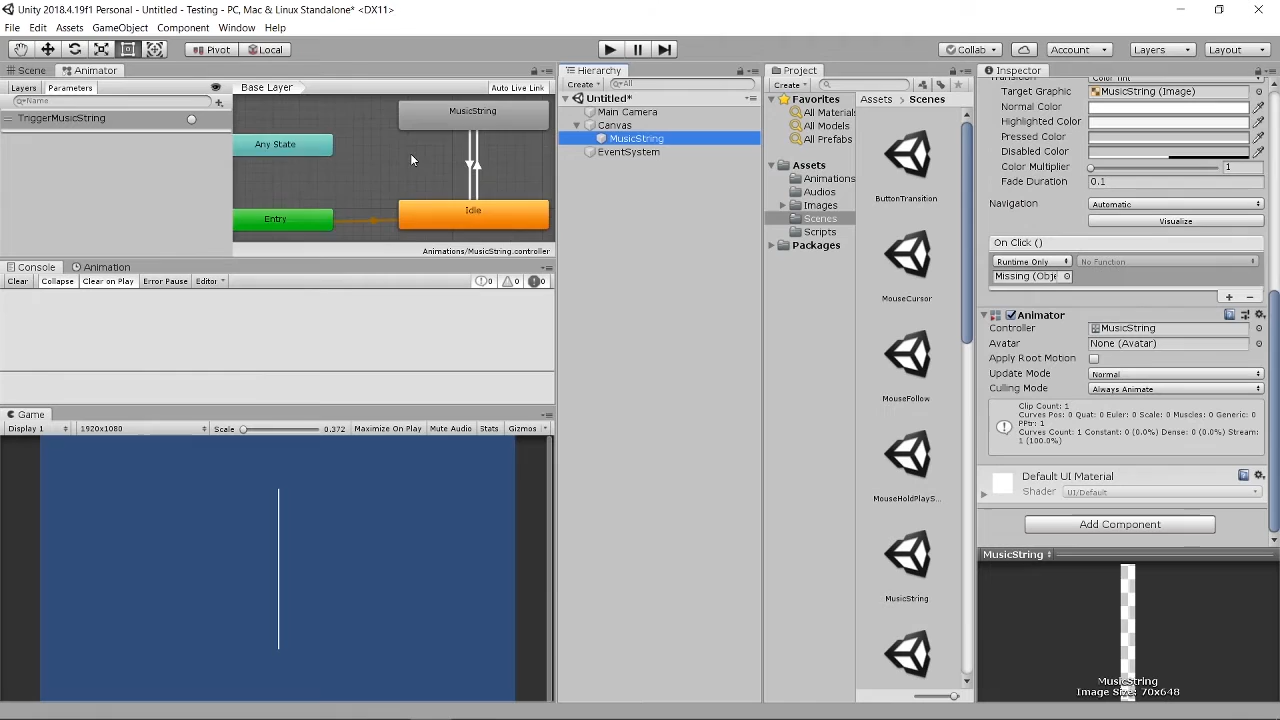 Unity 2018.4.19f1 Personal - Untitled - Testing - PC, Mac & Linux Standalone* <DX11>
File Edit Assets GameObject Component Window Help
Pivot Local Collab Account Layers Layout
Scene Animator
Layers Parameters Base Layer Auto Live Link
Name
TriggerMusicString
MusicString
Any State
Entry
Idle
Animations/MusicString.controller
Console Animation
Clear Collapse Clear on Play Error Pause Editor 0 0 0
Game
Display 1 1920x1080 Scale 0.372 Maximize On Play Mute Audio Stats Gizmos
Hierarchy
Create All
Untitled*
Main Camera
Canvas
MusicString
EventSystem
Project
Create
Favorites
All Materials
All Models
All Prefabs
Assets
Animations
Audios
Images
Scenes
Scripts
Packages
Assets Scenes
ButtonTransition
MouseCursor
MouseFollow
MouseHoldPlayS...
MusicString
Inspector
Color Tint
Target Graphic MusicString (Image)
Normal Color
Highlighted Color
Pressed Color
Disabled Color
Color Multiplier 1
Fade Duration 0.1
Navigation Automatic
Visualize
On Click ()
Runtime Only No Function
Missing (Obje
Animator
Controller MusicString
Avatar None (Avatar)
Apply Root Motion
Update Mode Normal
Culling Mode Always Animate
Clip Count: 1
Curves Pos: 0 Quat: 0 Euler: 0 Scale: 0 Muscles: 0 Generic: 0
PPtr: 1
Curves Count: 1 Constant: 0 (0.0%) Dense: 0 (0.0%) Stream:
1 (100.0%)
Default UI Material
Shader UI/Default
Add Component
MusicString
MusicString
Image Size: 70x648